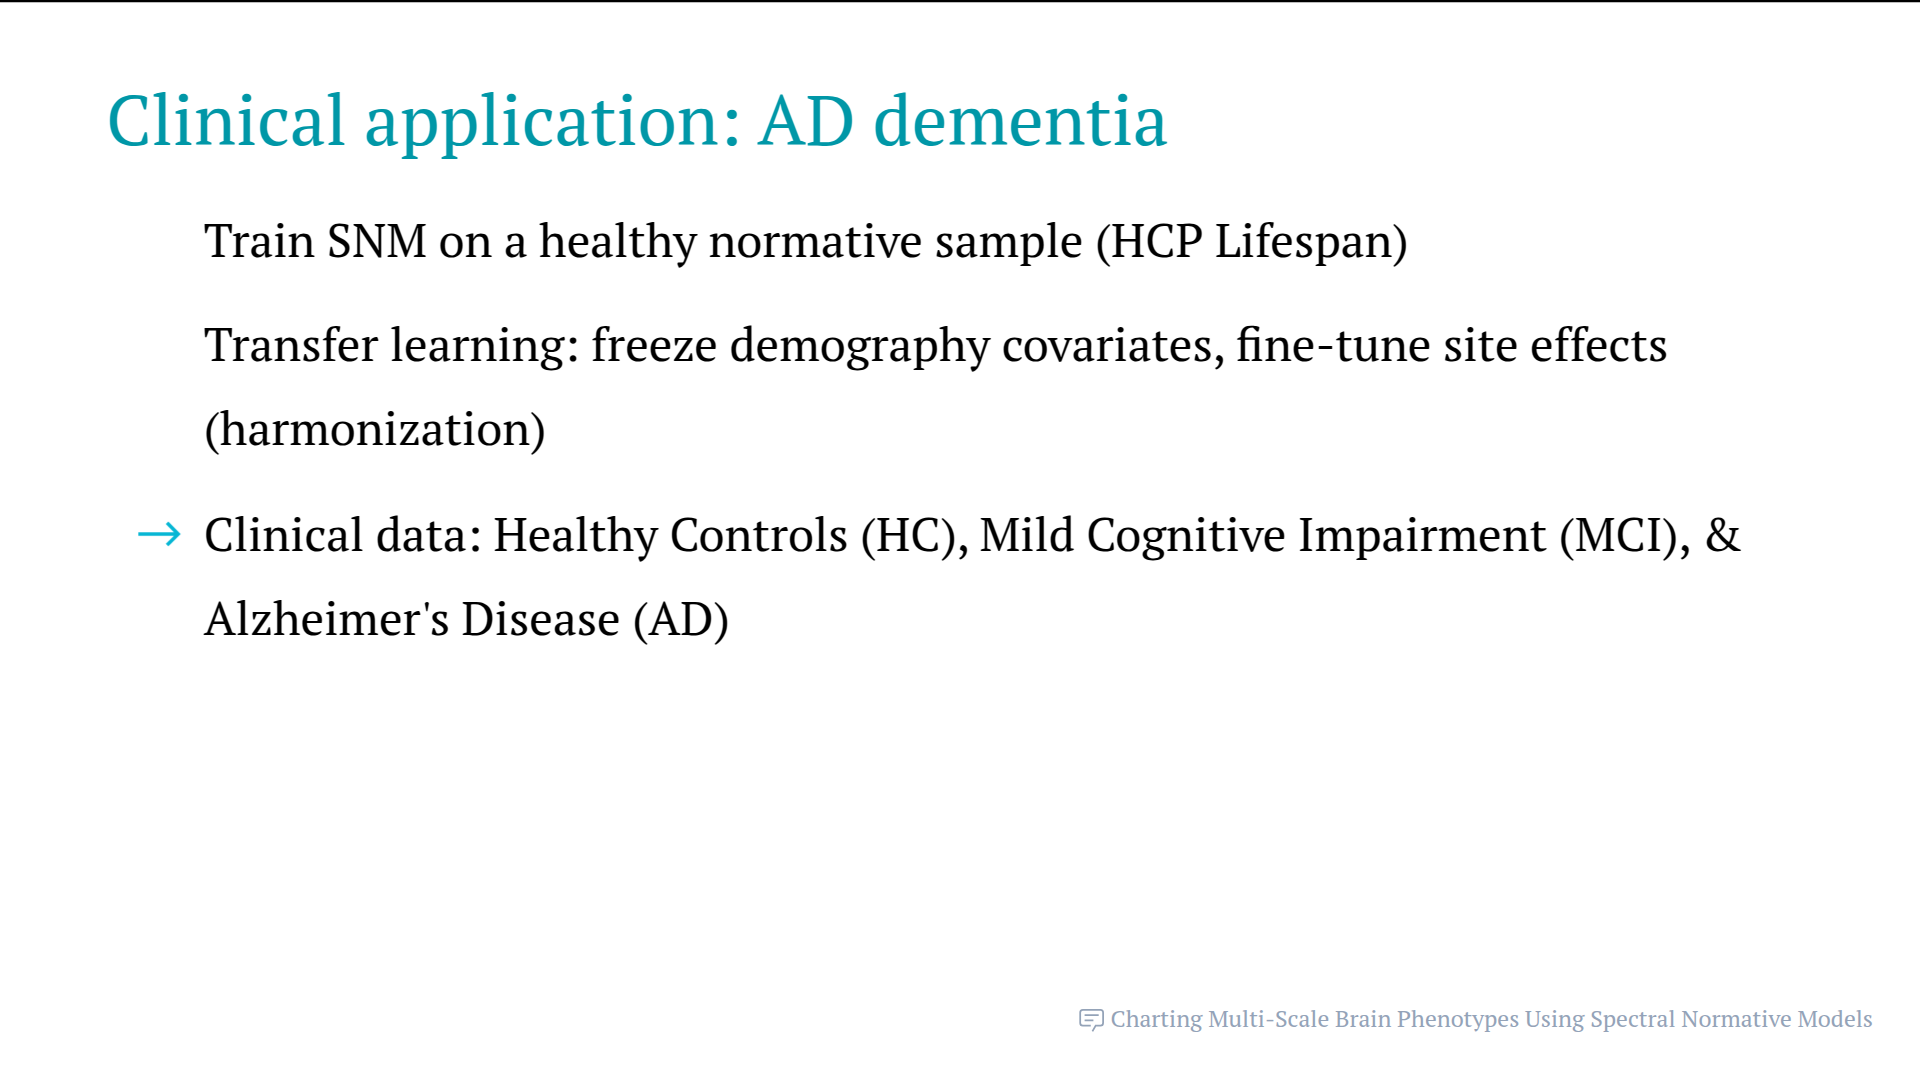 Clinical application: AD dementia
Train SNM on a healthy normative sample (HCP Lifespan)
Transfer learning: freeze demography covariates, fine-tune site effects
(harmonization)
→ Clinical data: Healthy Controls (HC), Mild Cognitive Impairment (MCI), &
Alzheimer's Disease (AD)
Charting Multi-Scale Brain Phenotypes Using Spectral Normative Models